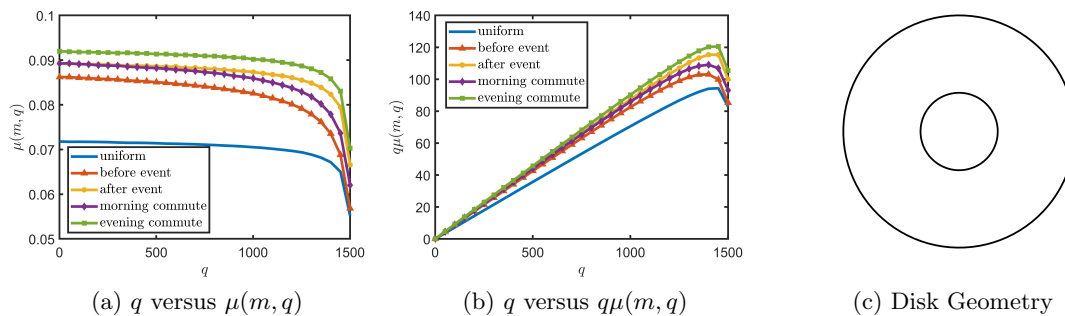 0.1
0.09
0.08
0.07
0.06
0.05
μ(m, q)
uniform
before event
after event
morning commute
evening commute
0 500 1000 1500
q
(a) q versus μ(m, q)
140
120
100
80
60
40
20
0
qμ(m, q)
uniform
before event
after event
morning commute
evening commute
0 500 1000 1500
q
(b) q versus qμ(m, q)
(c) Disk Geometry